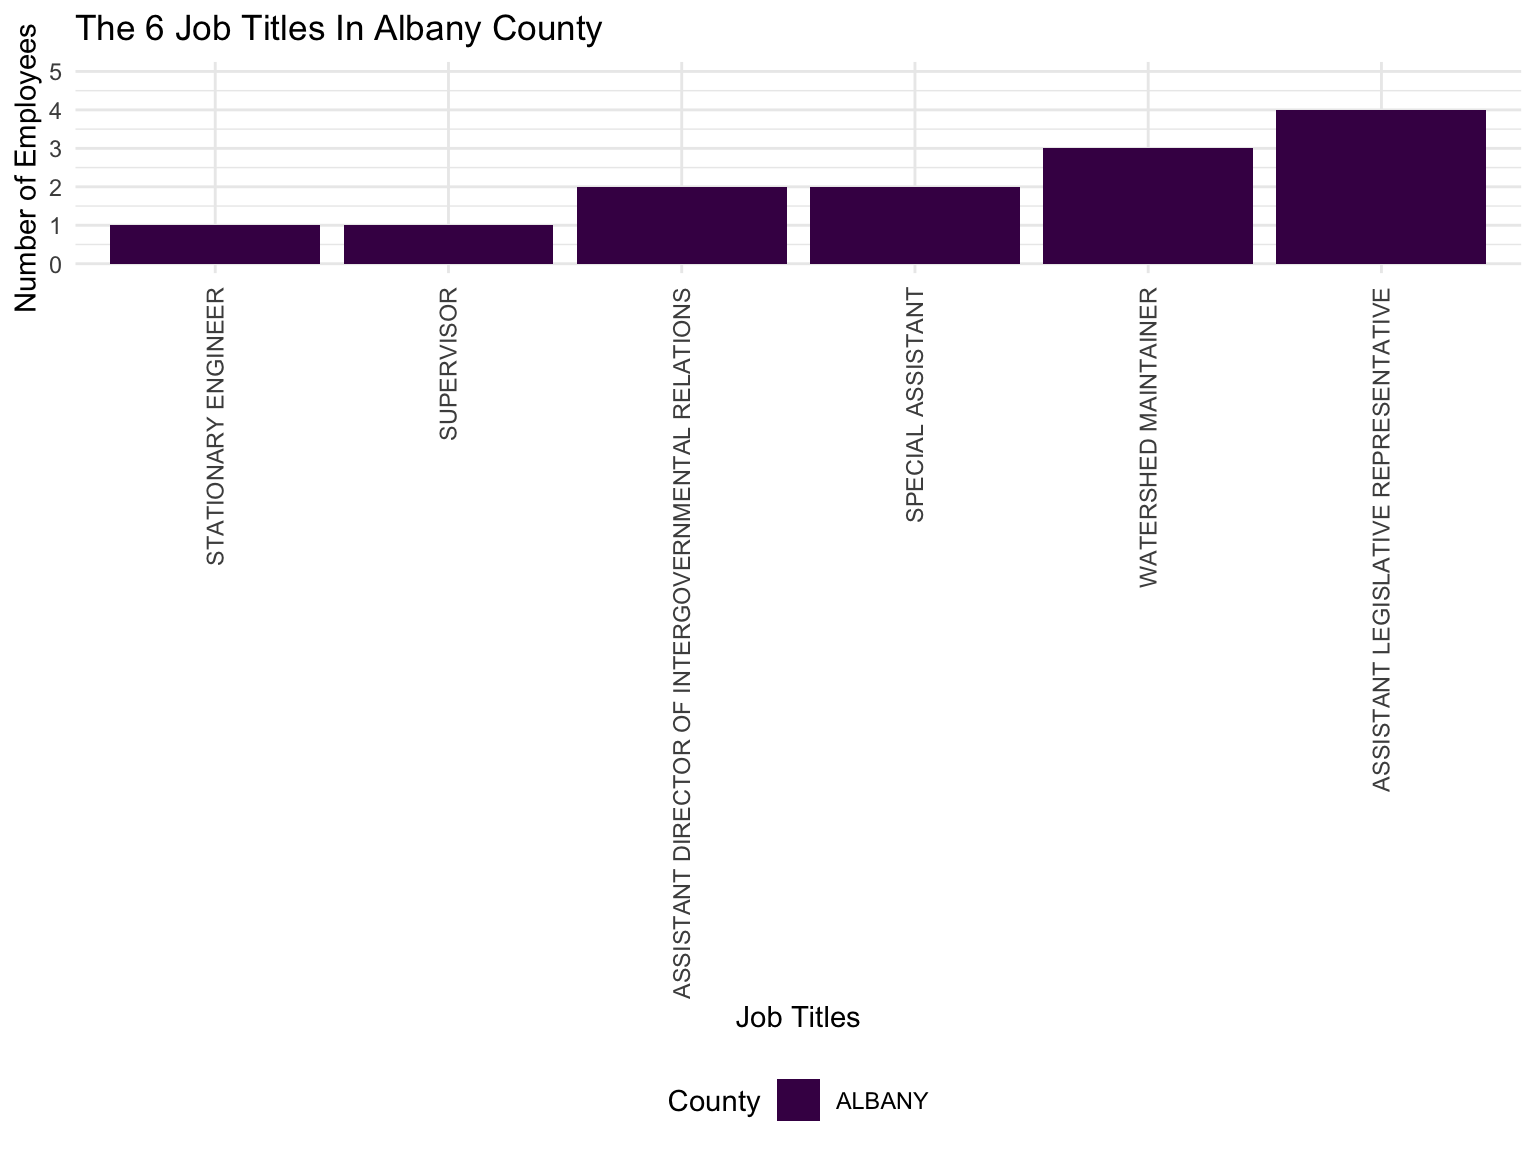 The 6 Job Titles In Albany County
Number of Employees
5
4
3
2
1
0
STATIONARY ENGINEER
SUPERVISOR
ASSISTANT DIRECTOR OF INTERGOVERNMENTAL RELATIONS
SPECIAL ASSISTANT
WATERSHED MAINTAINER
ASSISTANT LEGISLATIVE REPRESENTATIVE
Job Titles
County ALBANY